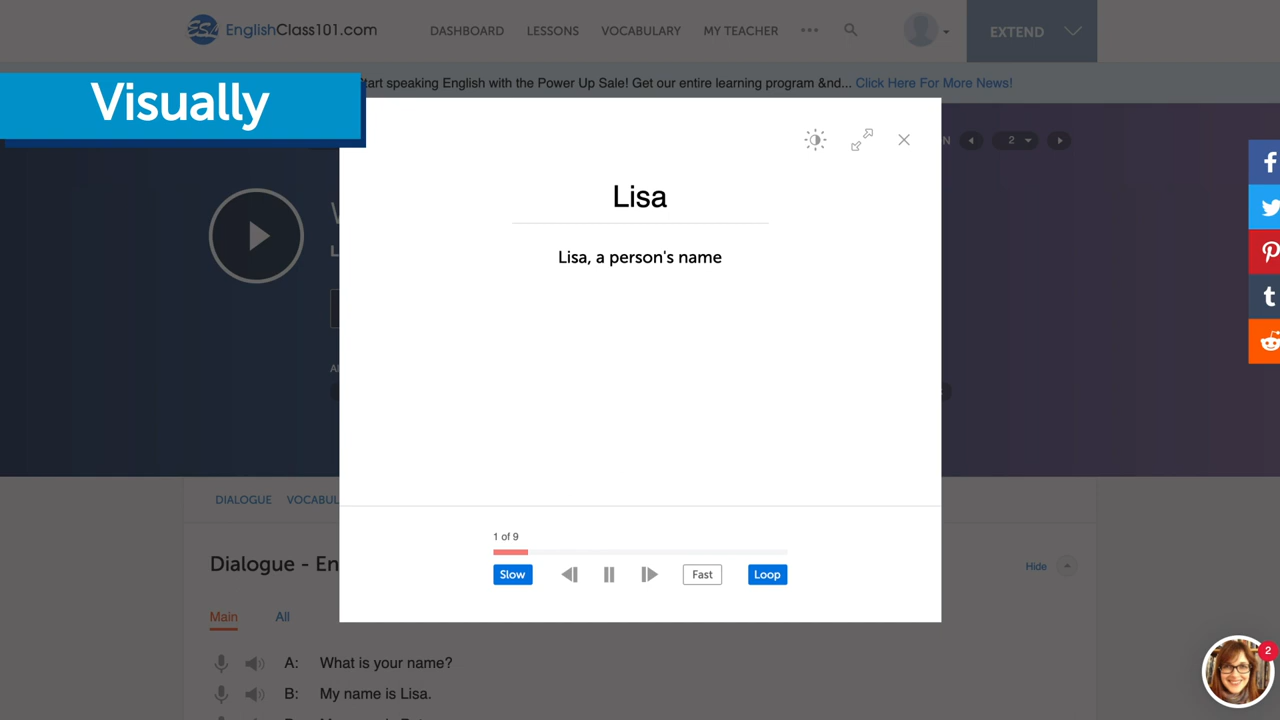 EnglishClass101.com
DASHBOARD LESSONS VOCABULARY MY TEACHER
EXTEND
Visually
tart speaking English with the Power Up Sale! Get our entire learning program &nd... Click Here For More News!
N 2
Lisa
Lisa, a person's name
1 of 9
Slow Fast Loop
DIALOGUE VOCABUL
Dialogue - En
Hide
Main All
A: What is your name?
B: My name is Lisa.
2